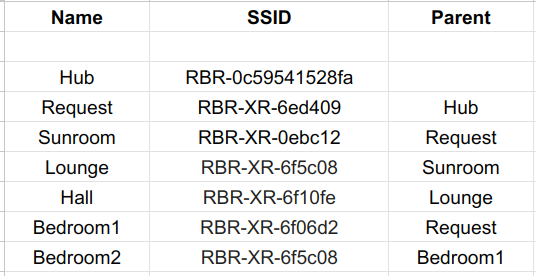 Name SSID Parent
Hub RBR-0c59541528fa
Request RBR-XR-6ed409 Hub
Sunroom RBR-XR-0ebc12 Request
Lounge RBR-XR-6f5c08 Sunroom
Hall RBR-XR-6f10fe Lounge
Bedroom1 RBR-XR-6f06d2 Request
Bedroom2 RBR-XR-6f5c08 Bedroom1